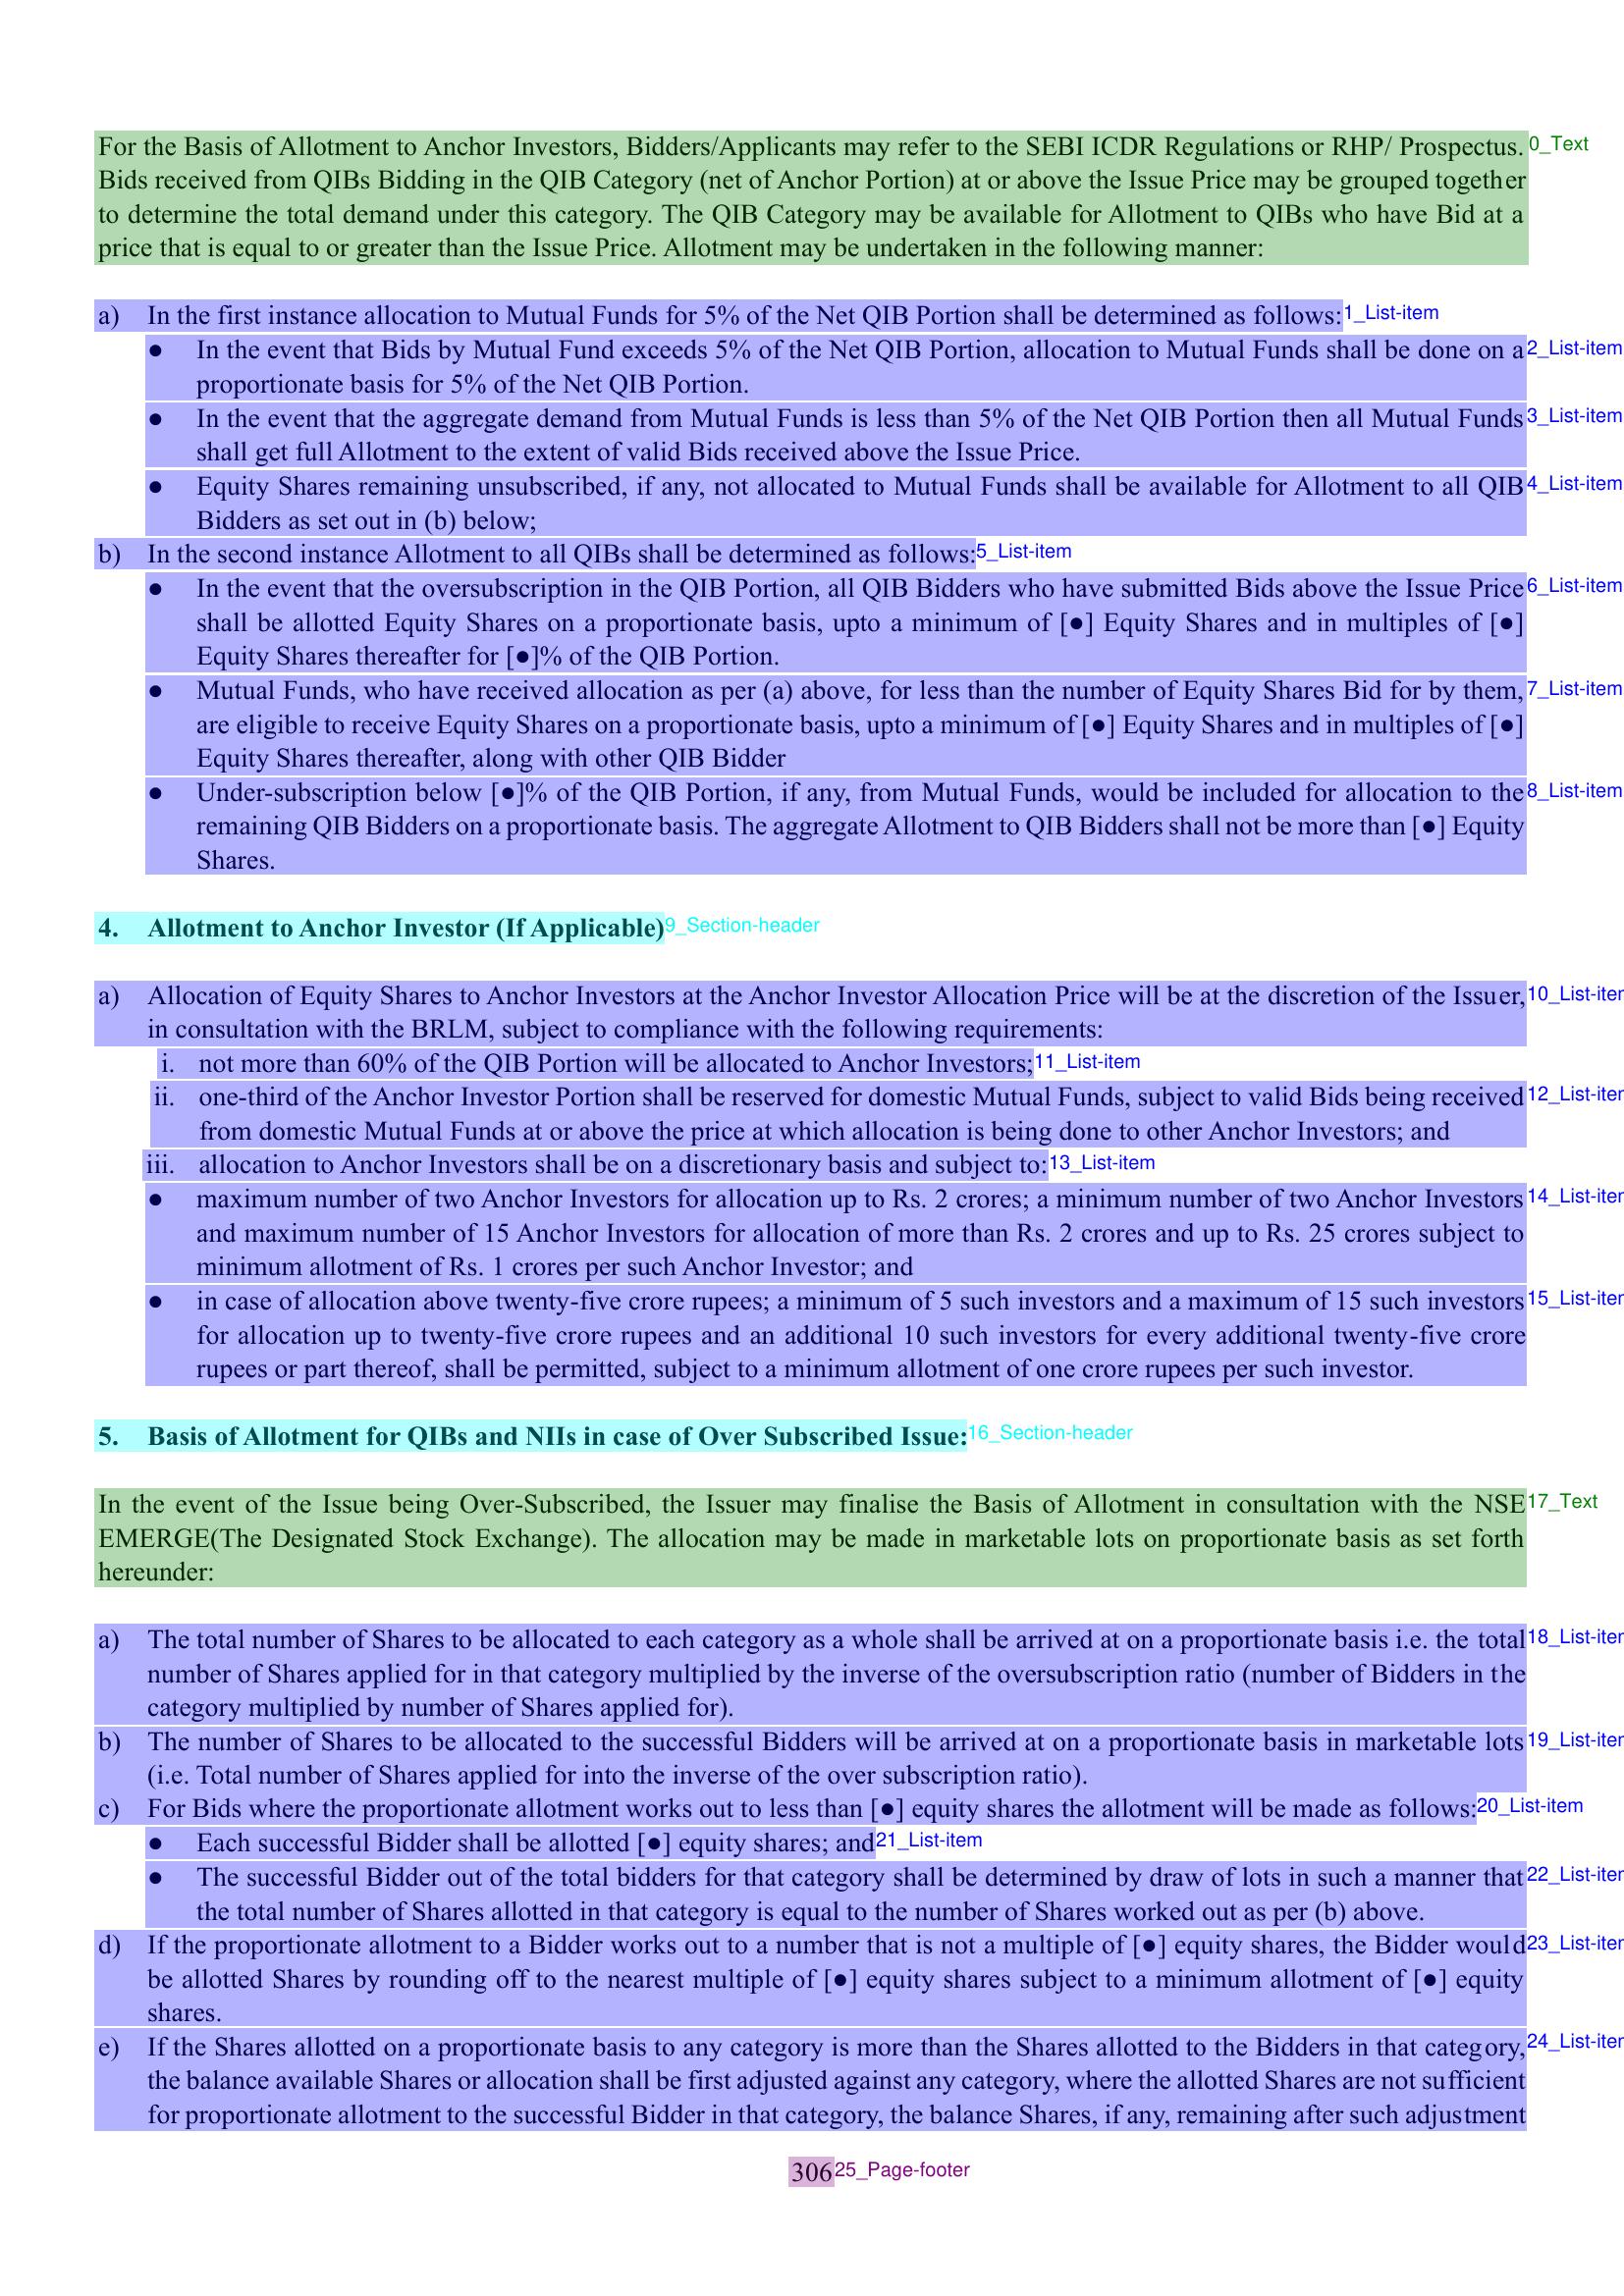 For the Basis of Allotment to Anchor Investors, Bidders/Applicants may refer to the SEBI ICDR Regulations or RHP/ Prospectus. 0_Text
Bids received from QIBs Bidding in the QIB Category (net of Anchor Portion) at or above the Issue Price may be grouped together
to determine the total demand under this category. The QIB Category may be available for Allotment to QIBs who have Bid at a
price that is equal to or greater than the Issue Price. Allotment may be undertaken in the following manner:
a) In the first instance allocation to Mutual Funds for 5% of the Net QIB Portion shall be determined as follows: 1_List-item
● In the event that Bids by Mutual Fund exceeds 5% of the Net QIB Portion, allocation to Mutual Funds shall be done on a 2_List-item
proportionate basis for 5% of the Net QIB Portion.
● In the event that the aggregate demand from Mutual Funds is less than 5% of the Net QIB Portion then all Mutual Funds 3_List-item
shall get full Allotment to the extent of valid Bids received above the Issue Price.
● Equity Shares remaining unsubscribed, if any, not allocated to Mutual Funds shall be available for Allotment to all QIB 4_List-item
Bidders as set out in (b) below;
b) In the second instance Allotment to all QIBs shall be determined as follows: 5_List-item
● In the event that the oversubscription in the QIB Portion, all QIB Bidders who have submitted Bids above the Issue Price 6_List-item
shall be allotted Equity Shares on a proportionate basis, upto a minimum of [●] Equity Shares and in multiples of [●]
Equity Shares thereafter for [●]% of the QIB Portion.
● Mutual Funds, who have received allocation as per (a) above, for less than the number of Equity Shares Bid for by them, 7_List-item
are eligible to receive Equity Shares on a proportionate basis, upto a minimum of [●] Equity Shares and in multiples of [●]
Equity Shares thereafter, along with other QIB Bidder
● Under-subscription below [●]% of the QIB Portion, if any, from Mutual Funds, would be included for allocation to the 8_List-item
remaining QIB Bidders on a proportionate basis. The aggregate Allotment to QIB Bidders shall not be more than [●] Equity
Shares.
4. Allotment to Anchor Investor (If Applicable) 9_Section-header
a) Allocation of Equity Shares to Anchor Investors at the Anchor Investor Allocation Price will be at the discretion of the Issuer, 10_List-iter
in consultation with the BRLM, subject to compliance with the following requirements:
i. not more than 60% of the QIB Portion will be allocated to Anchor Investors; 11_List-item
ii. one-third of the Anchor Investor Portion shall be reserved for domestic Mutual Funds, subject to valid Bids being received 12_List-iter
from domestic Mutual Funds at or above the price at which allocation is being done to other Anchor Investors; and
iii. allocation to Anchor Investors shall be on a discretionary basis and subject to: 13_List-item
● maximum number of two Anchor Investors for allocation up to Rs. 2 crores; a minimum number of two Anchor Investors 14_List-iter
and maximum number of 15 Anchor Investors for allocation of more than Rs. 2 crores and up to Rs. 25 crores subject to
minimum allotment of Rs. 1 crores per such Anchor Investor; and
● in case of allocation above twenty-five crore rupees; a minimum of 5 such investors and a maximum of 15 such investors 15_List-iter
for allocation up to twenty-five crore rupees and an additional 10 such investors for every additional twenty-five crore
rupees or part thereof, shall be permitted, subject to a minimum allotment of one crore rupees per such investor.
5. Basis of Allotment for QIBs and NIIs in case of Over Subscribed Issue: 16_Section-header
In the event of the Issue being Over-Subscribed, the Issuer may finalise the Basis of Allotment in consultation with the NSE 17_Text
EMERGE(The Designated Stock Exchange). The allocation may be made in marketable lots on proportionate basis as set forth
hereunder:
a) The total number of Shares to be allocated to each category as a whole shall be arrived at on a proportionate basis i.e. the total 18_List-iter
number of Shares applied for in that category multiplied by the inverse of the oversubscription ratio (number of Bidders in the
category multiplied by number of Shares applied for).
b) The number of Shares to be allocated to the successful Bidders will be arrived at on a proportionate basis in marketable lots 19_List-iter
(i.e. Total number of Shares applied for into the inverse of the over subscription ratio).
c) For Bids where the proportionate allotment works out to less than [●] equity shares the allotment will be made as follows: 20_List-item
● Each successful Bidder shall be allotted [●] equity shares; and 21_List-item
● The successful Bidder out of the total bidders for that category shall be determined by draw of lots in such a manner that 22_List-iter
the total number of Shares allotted in that category is equal to the number of Shares worked out as per (b) above.
d) If the proportionate allotment to a Bidder works out to a number that is not a multiple of [●] equity shares, the Bidder would 23_List-iter
be allotted Shares by rounding off to the nearest multiple of [●] equity shares subject to a minimum allotment of [●] equity
shares.
e) If the Shares allotted on a proportionate basis to any category is more than the Shares allotted to the Bidders in that category, 24_List-iter
the balance available Shares or allocation shall be first adjusted against any category, where the allotted Shares are not sufficient
for proportionate allotment to the successful Bidder in that category, the balance Shares, if any, remaining after such adjustment
306 25_Page-footer